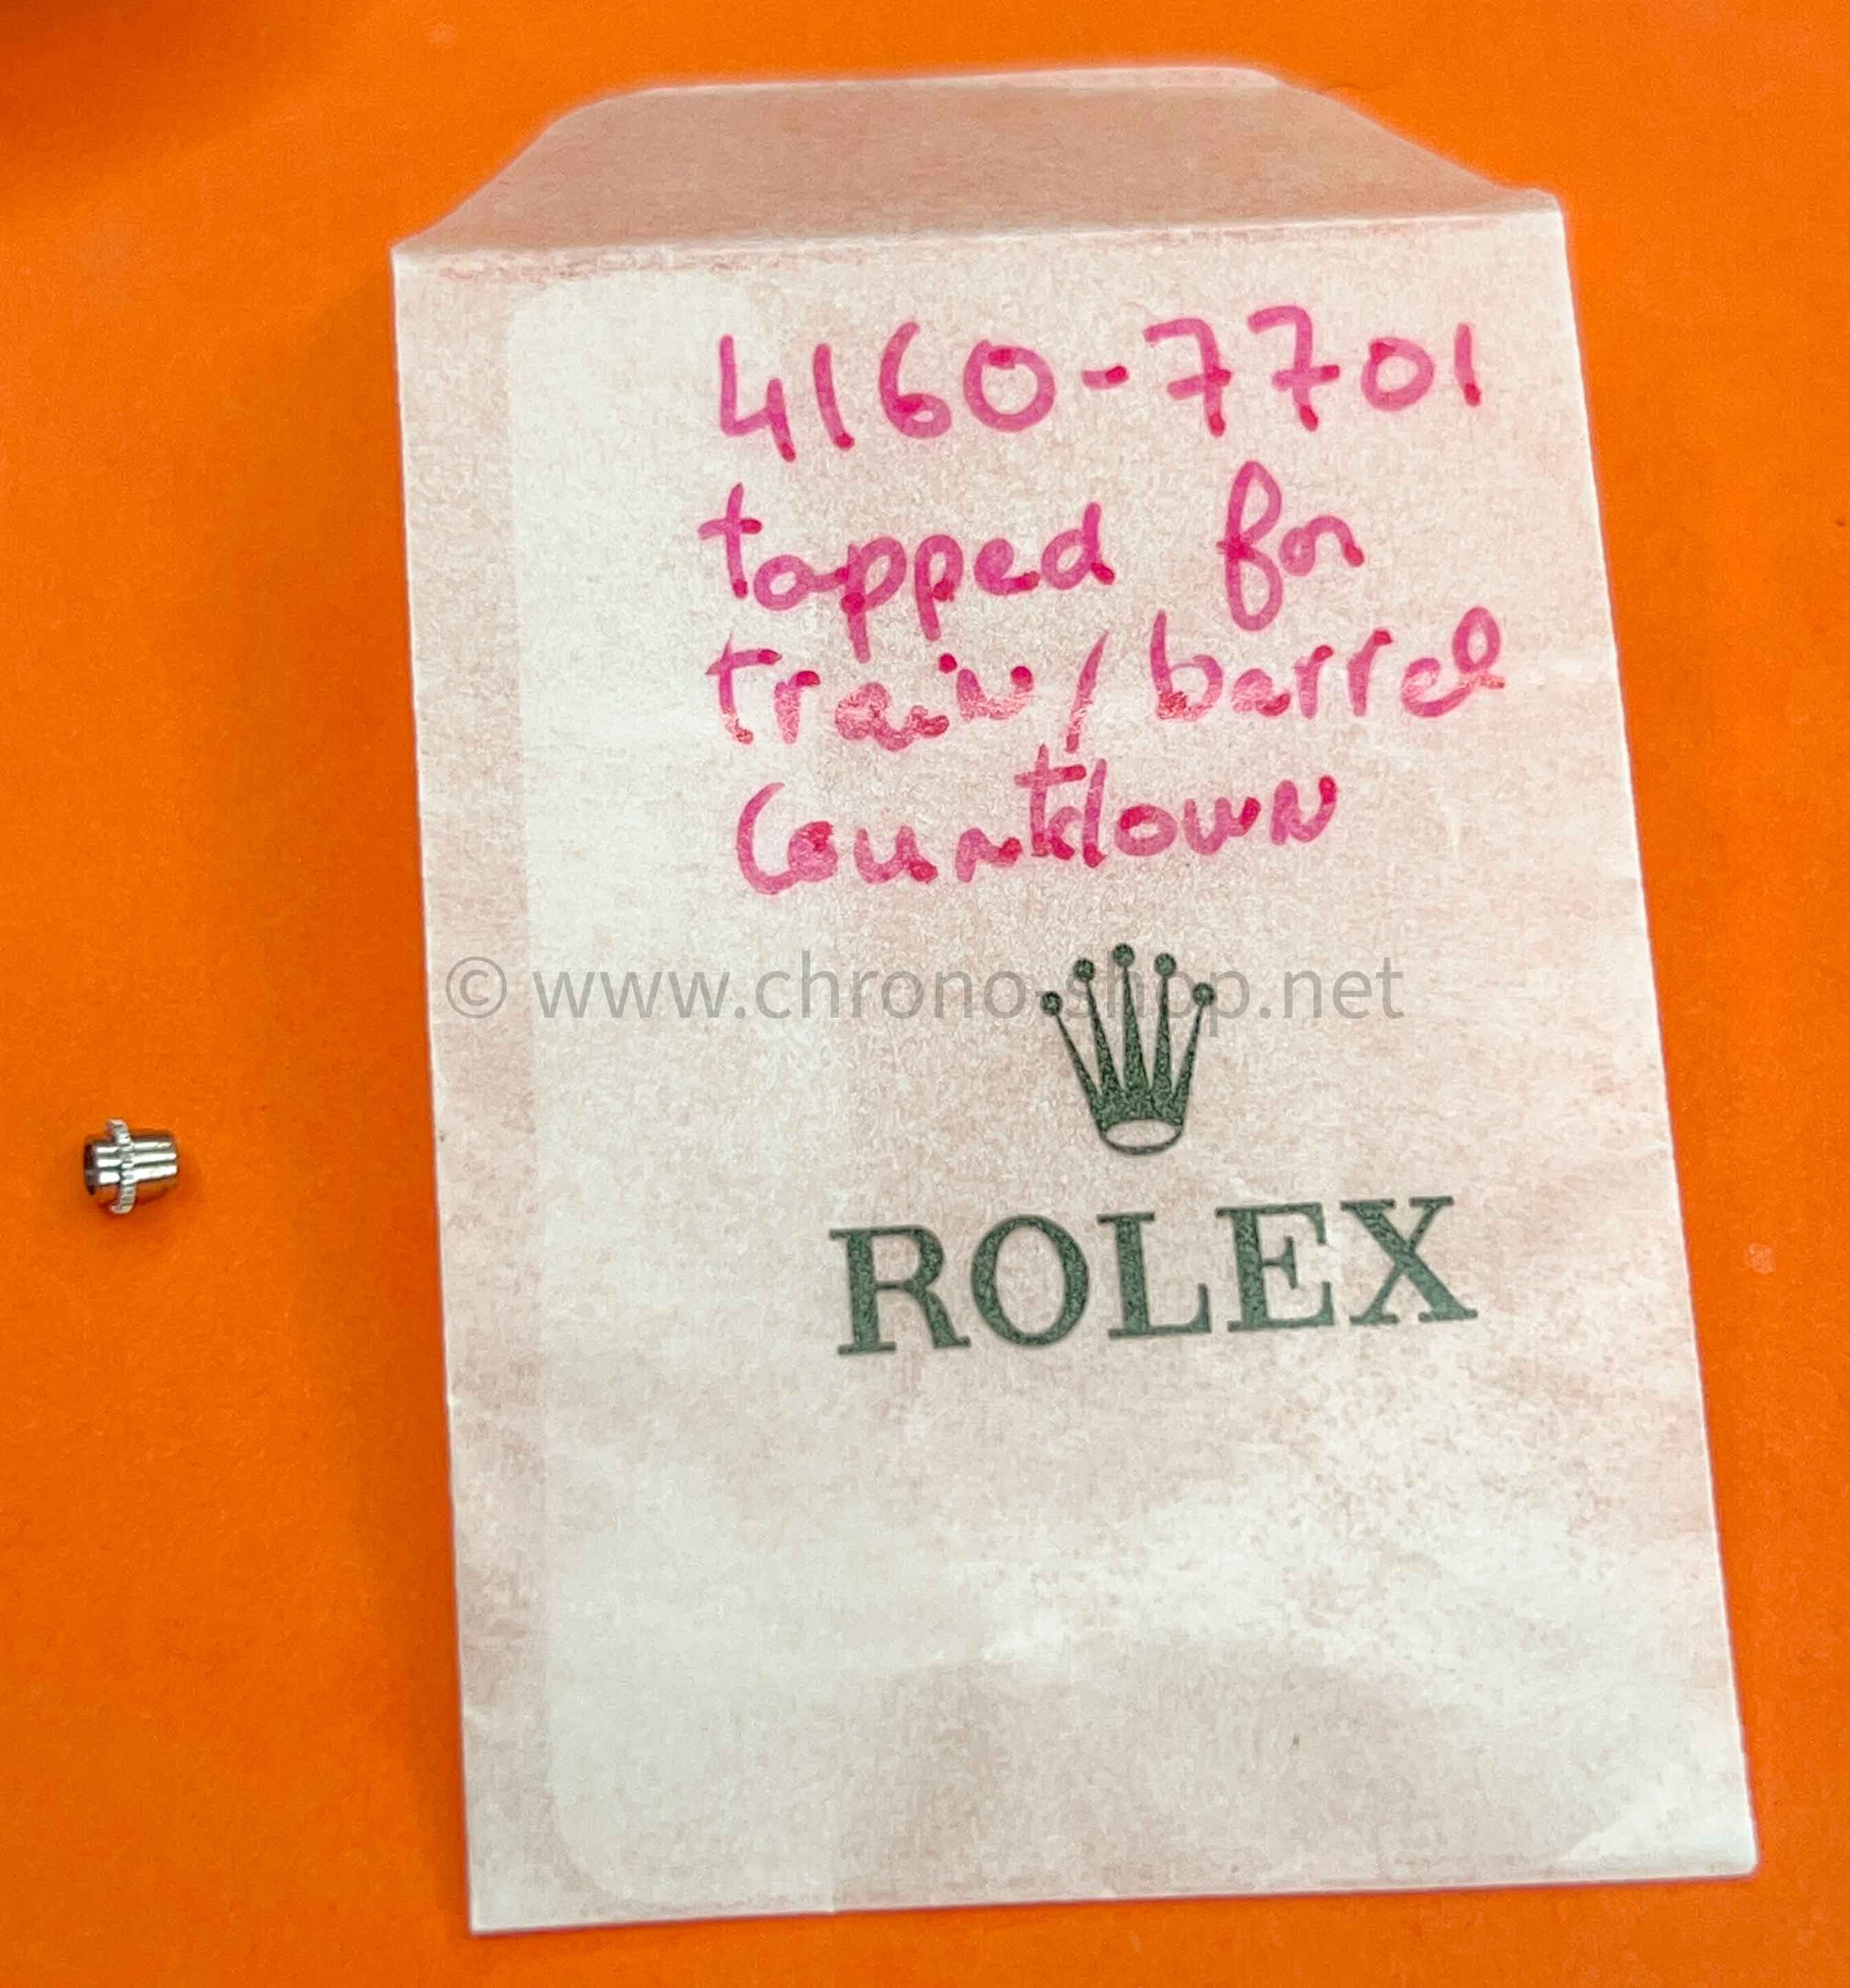 4160-7701
tapped for
train/barrel
Countdown
© www.chrono-shop.net
ROLEX